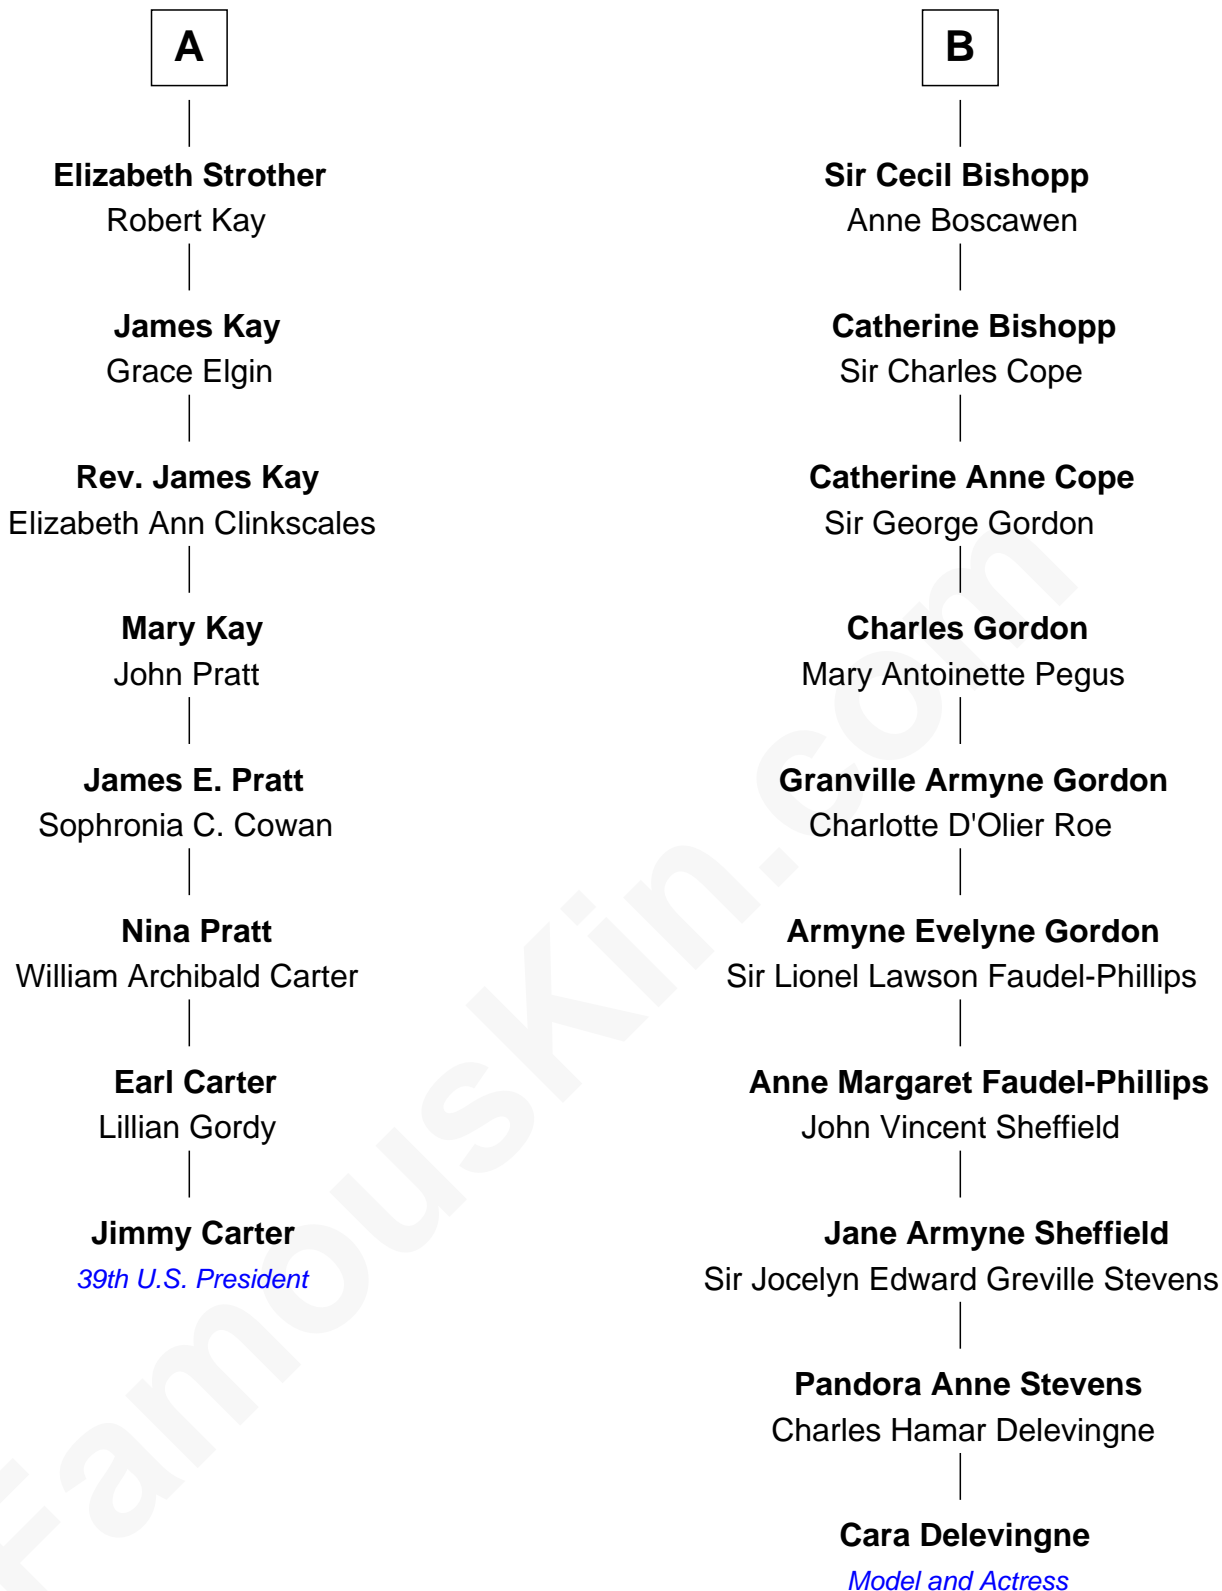 A
Elizabeth Strother
Robert Kay
James Kay
Grace Elgin
Rev. James Kay
Elizabeth Ann Clinkscales
Mary Kay
John Pratt
James E. Pratt
Sophronia C. Cowan
Nina Pratt
William Archibald Carter
Earl Carter
Lillian Gordy
Jimmy Carter
39th U.S. President
B
Sir Cecil Bishopp
Anne Boscawen
Catherine Bishopp
Sir Charles Cope
Catherine Anne Cope
Sir George Gordon
Charles Gordon
Mary Antoinette Pegus
Granville Armyne Gordon
Charlotte D'Olier Roe
Armyne Evelyne Gordon
Sir Lionel Lawson Faudel-Phillips
Anne Margaret Faudel-Phillips
John Vincent Sheffield
Jane Armyne Sheffield
Sir Jocelyn Edward Greville Stevens
Pandora Anne Stevens
Charles Hamar Delevingne
Cara Delevingne
Model and Actress
FamousKin.com